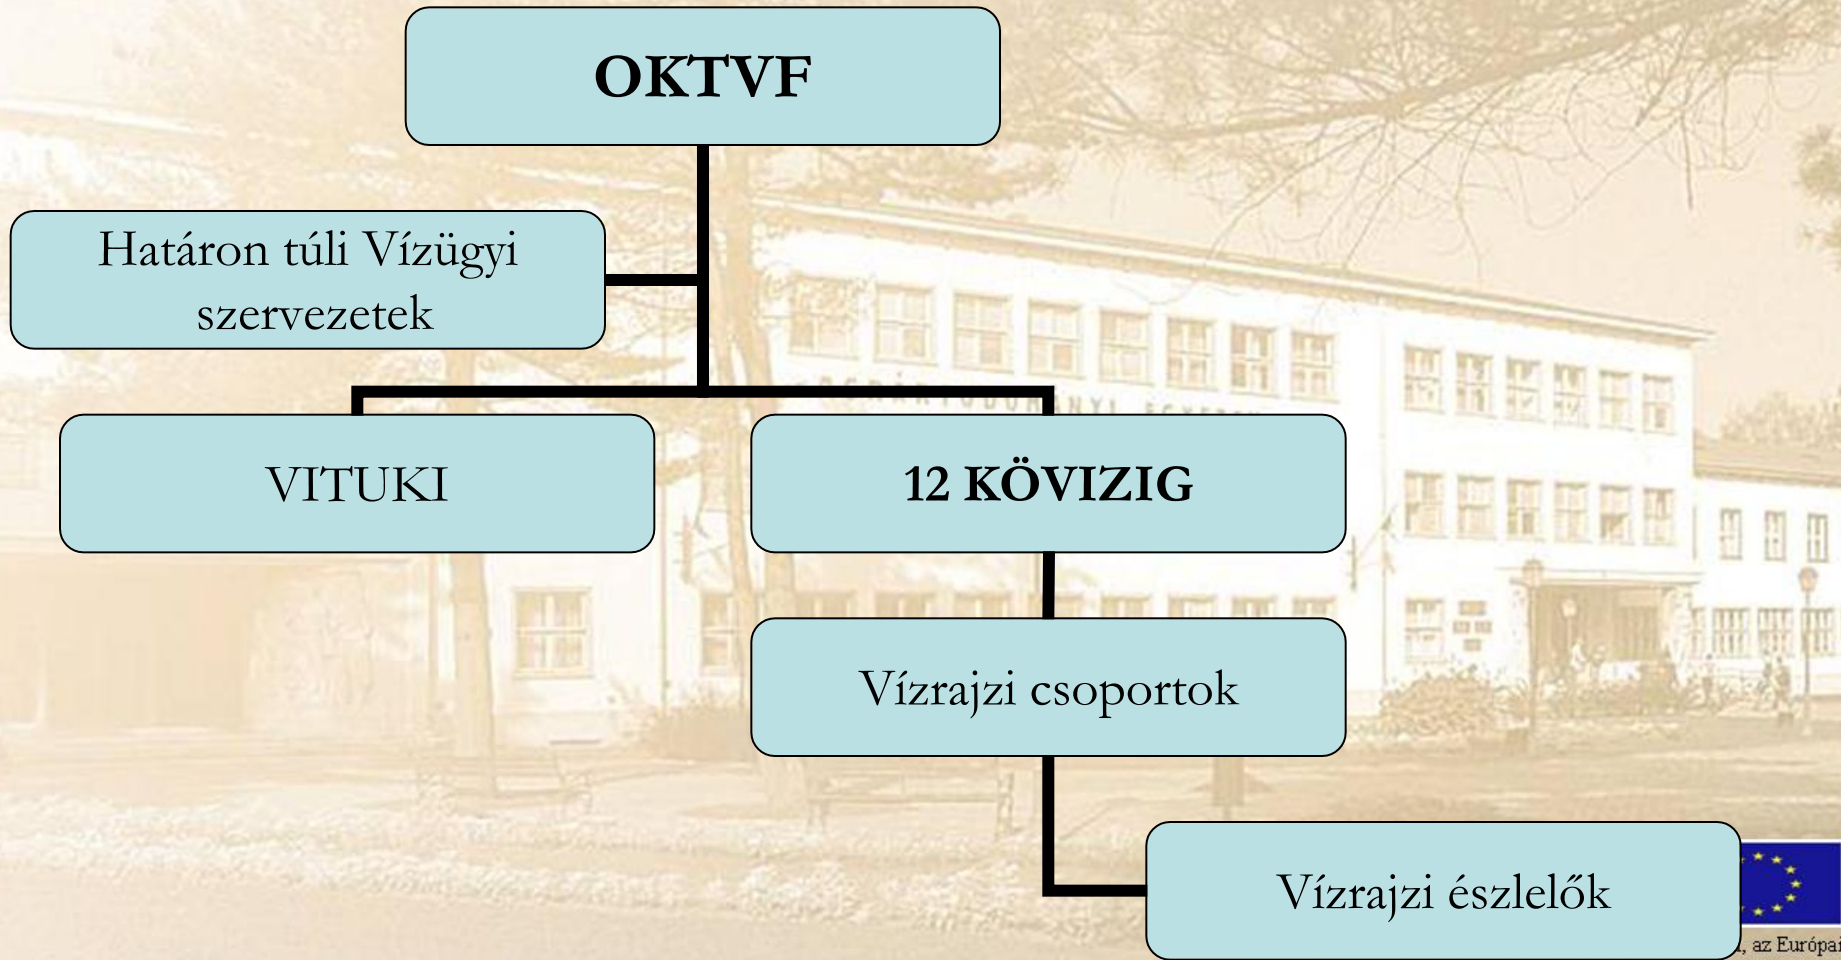 OKTVF
Határon túli Vízügyi
szervezetek
VITUKI
12 KÖVIZIG
Vízrajzi csoportok
Vízrajzi észlelők
, az Európai